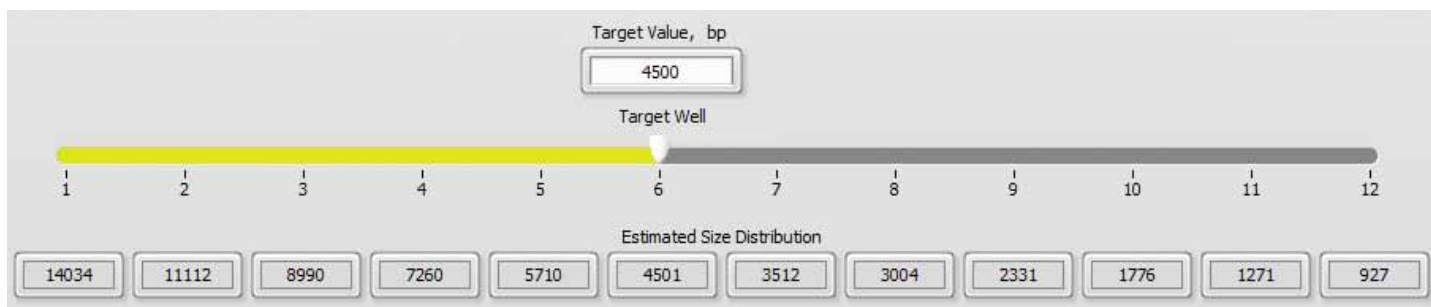 Target Value, bp
4500
Target Well
1 2 3 4 5 6 7 8 9 10 11 12
Estimated Size Distribution
14034 11112 8990 7260 5710 4501 3512 3004 2331 1776 1271 927